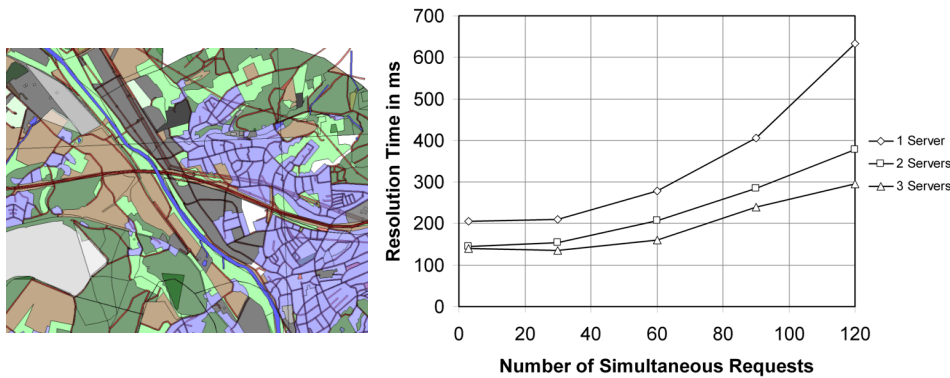 700
600
500
400
300
200
100
0
Resolution Time in ms
0 20 40 60 80 100 120
Number of Simultaneous Requests
1 Server
2 Servers
3 Servers